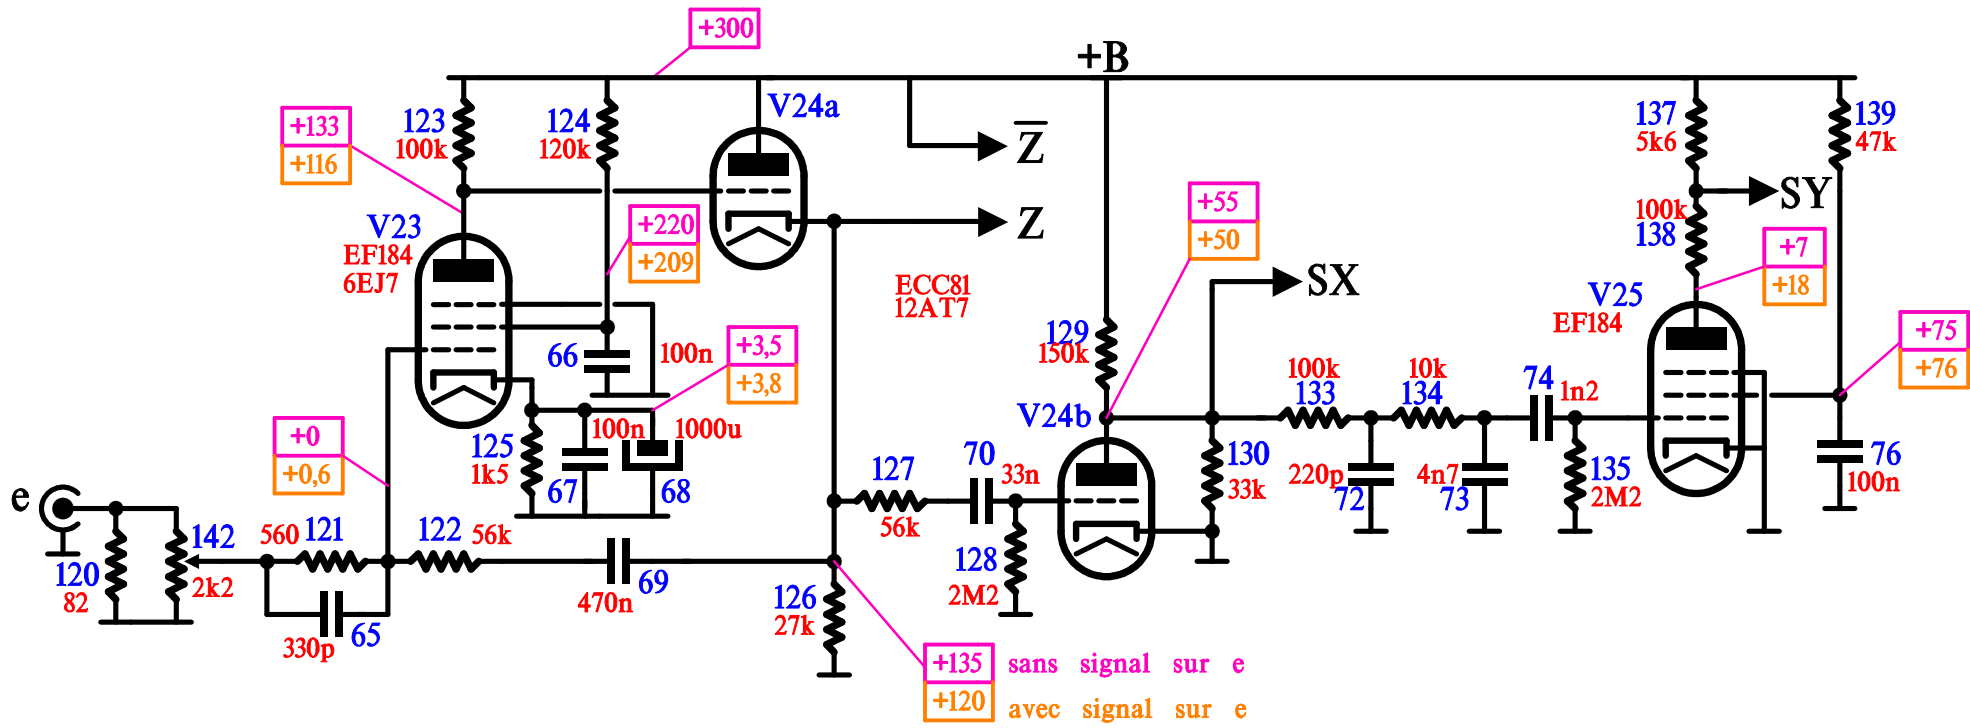 +300
+B
V24a
123
100k
124
120k
+133
+116
Z
137
5k6
139
47k
V23
EF184
6EJ7
+220
+209
Z
+55
+50
SY
100k
138
+7
+18
ECC81
12AT7
SX
V25
EF184
66
100n
+3,5
+3,8
129
150k
100k
133
10k
134
74
1n2
+75
+76
+0
+0,6
125
1k5
100n
67
1000u
68
V24b
127
56k
70
33n
130
33k
220p
72
4n7
73
135
2M2
76
100n
e
120
82
142
2k2
560
121
122
56k
330p
65
470n
69
128
2M2
126
27k
+135 sans signal sur e
+120 avec signal sur e